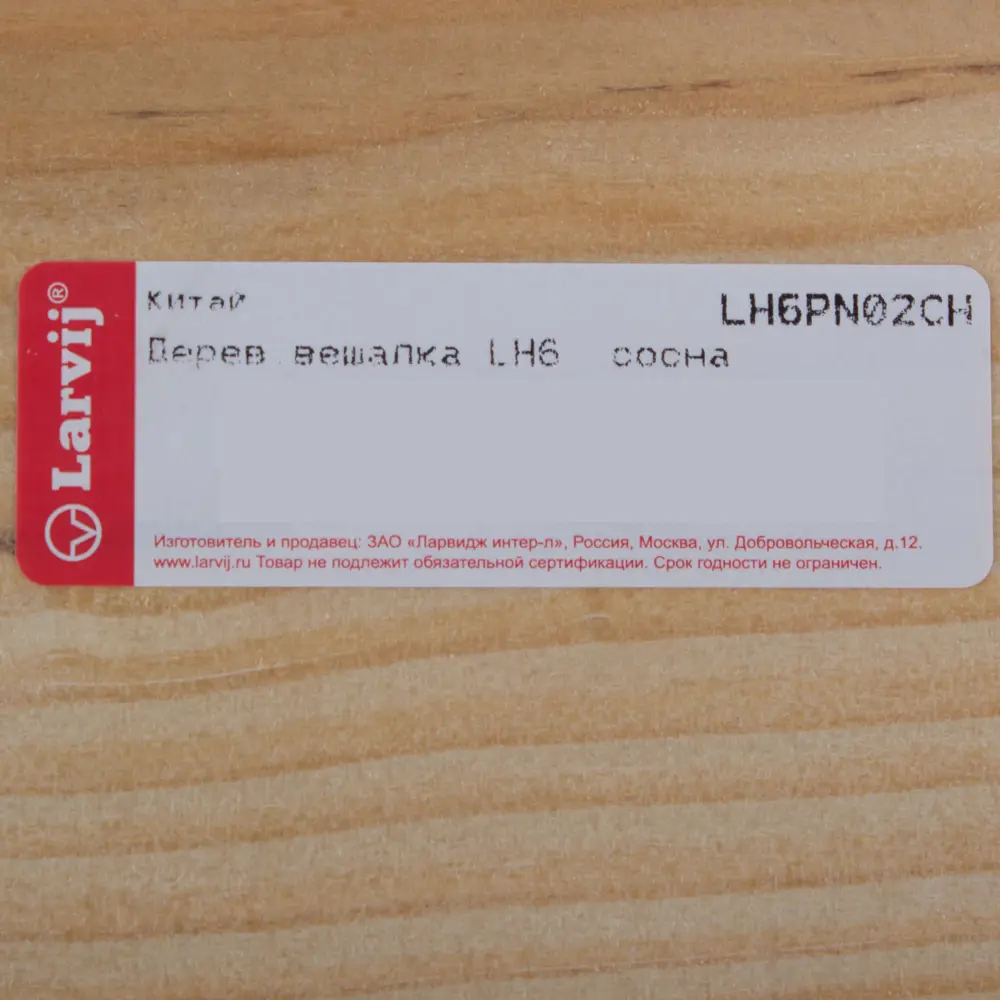 Larvij®
Китай
LH6PN02CH
Дерев вешалка LH6 сосна
Изготовитель и продавец: ЗАО «Ларвидж интер-л», Россия, Москва, ул. Добровольческая, д.12.
www.larvij.ru Товар не подлежит обязательной сертификации. Срок годности не ограничен.